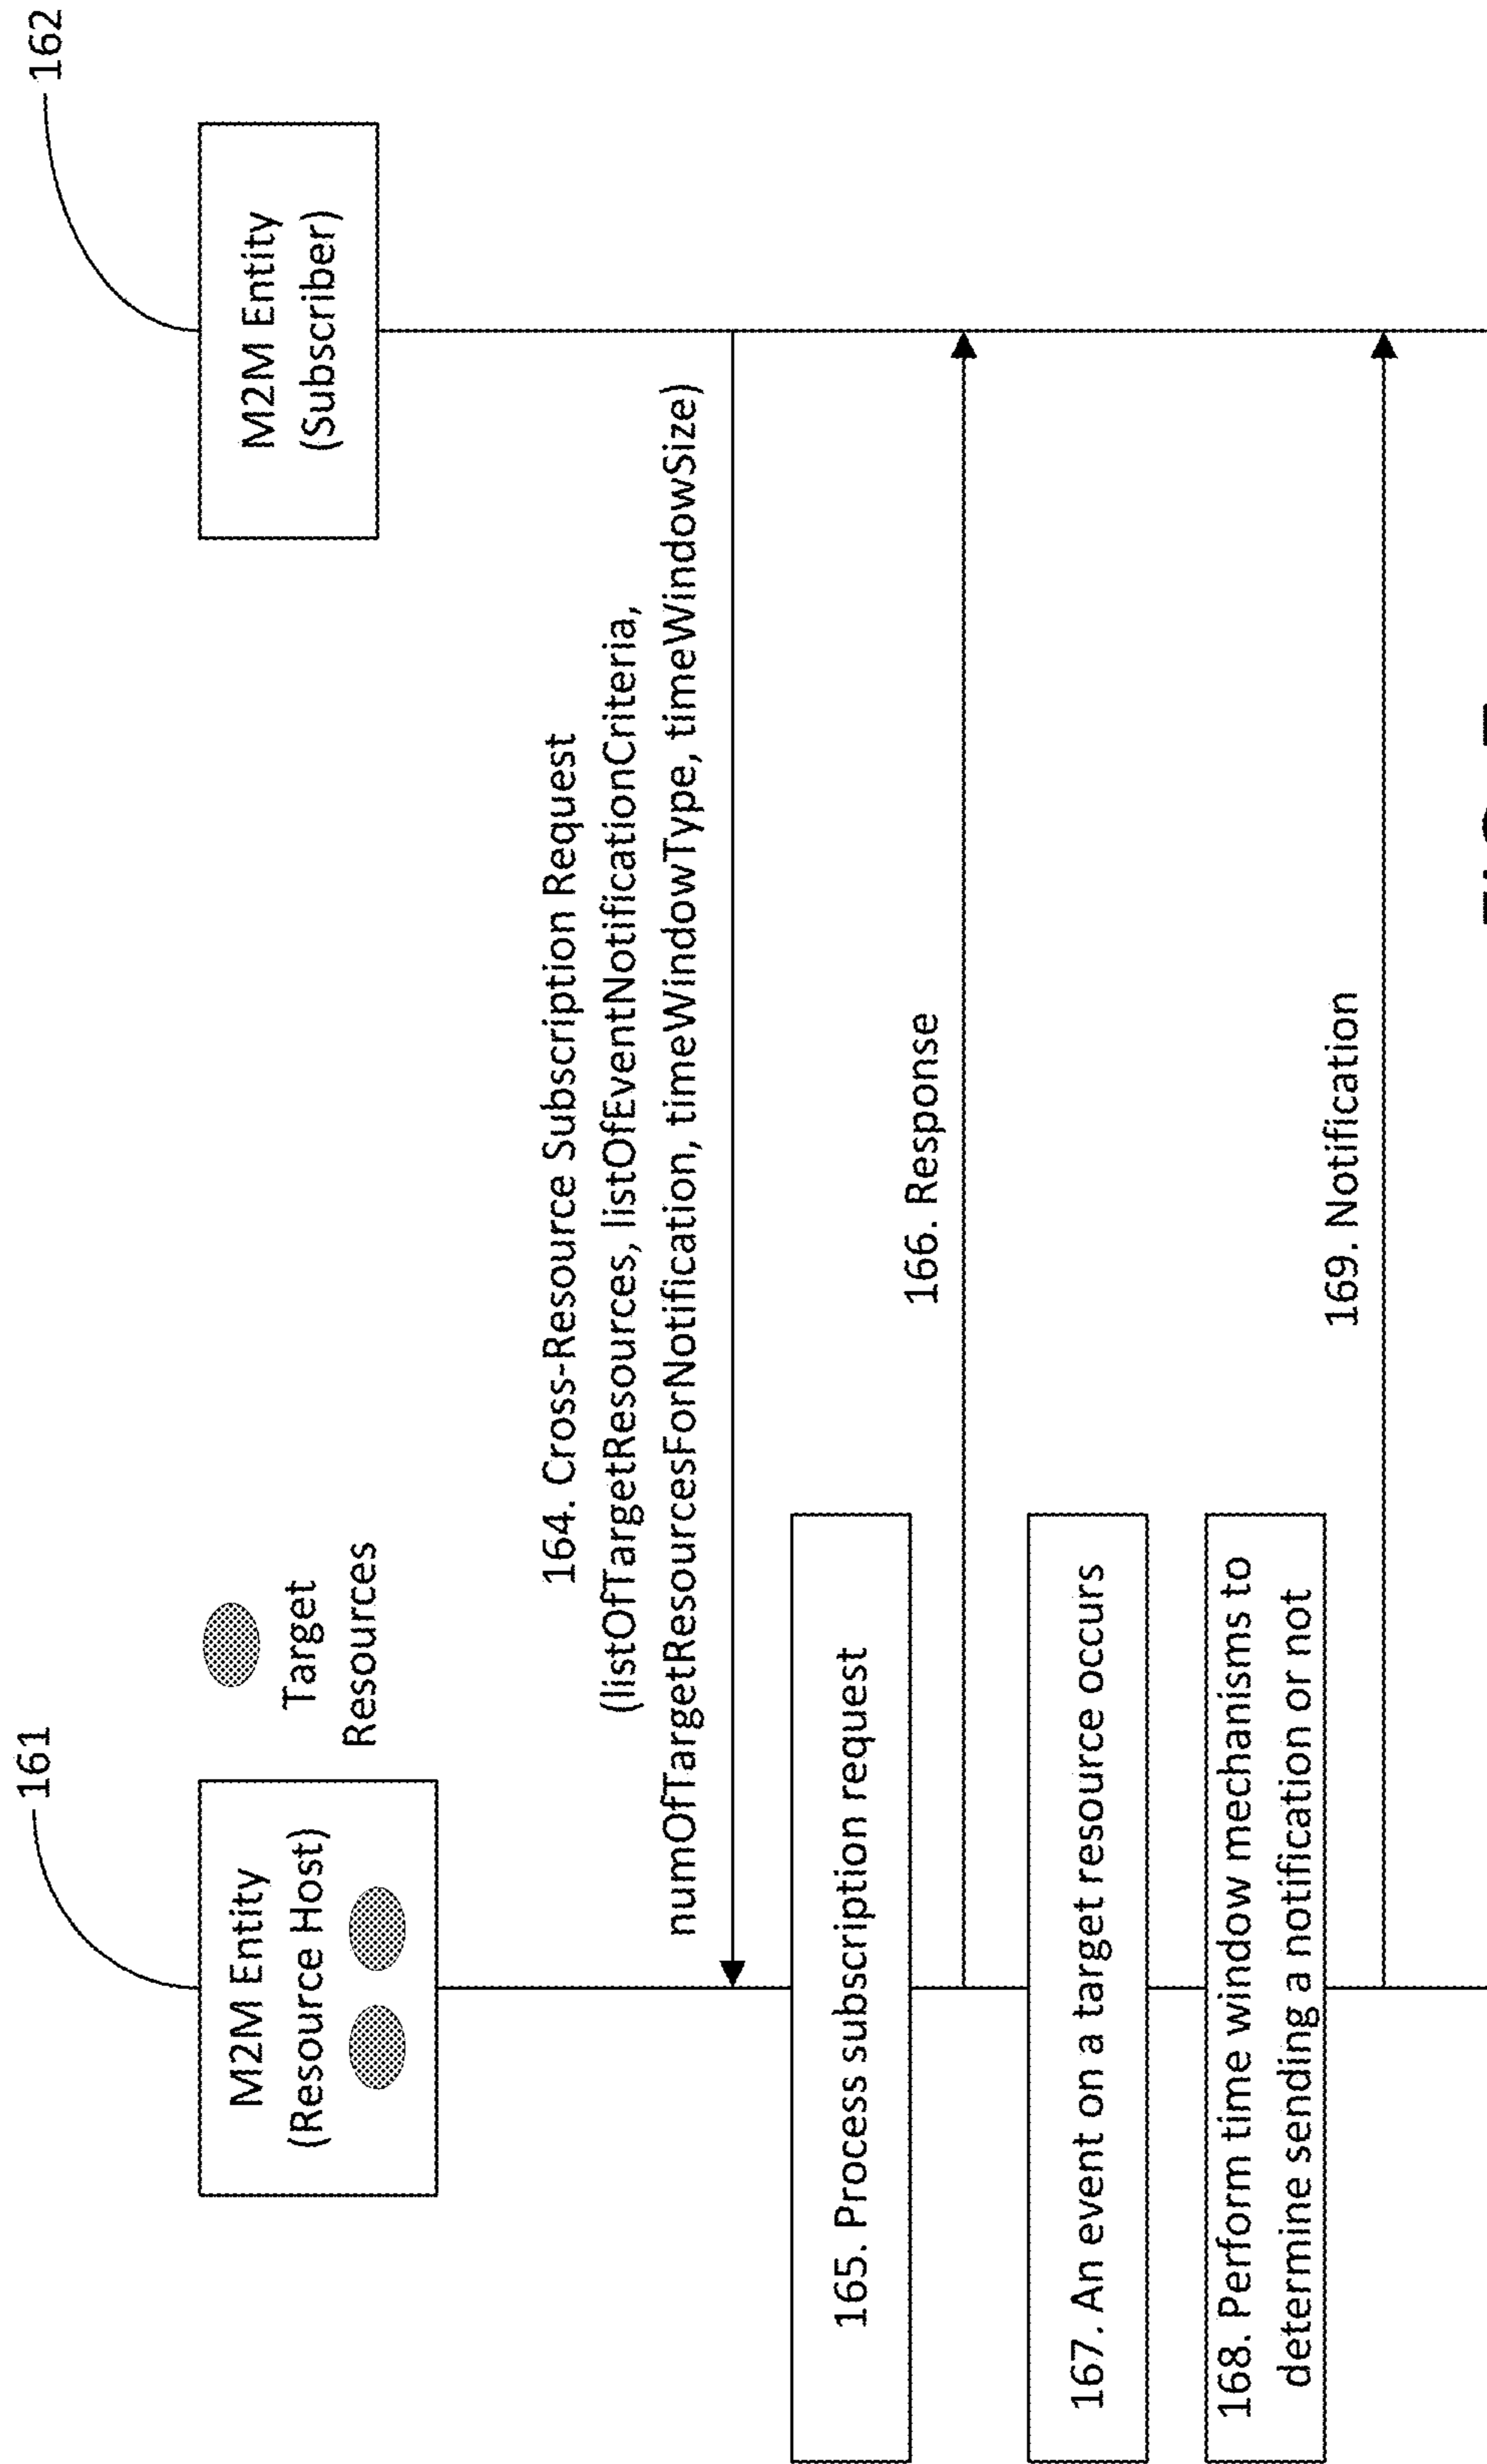 161
162
M2M Entity
(Resource Host)
Target
Resources
M2M Entity
(Subscriber)
164. Cross-Resource Subscription Request
(listOfTargetResources, listOfEventNotificationCriteria,
numOfTargetResourcesForNotification, timeWindowType, timeWindowSize)
165. Process subscription request
166. Response
167. An event on a target resource occurs
168. Perform time window mechanisms to
determine sending a notification or not
169. Notification